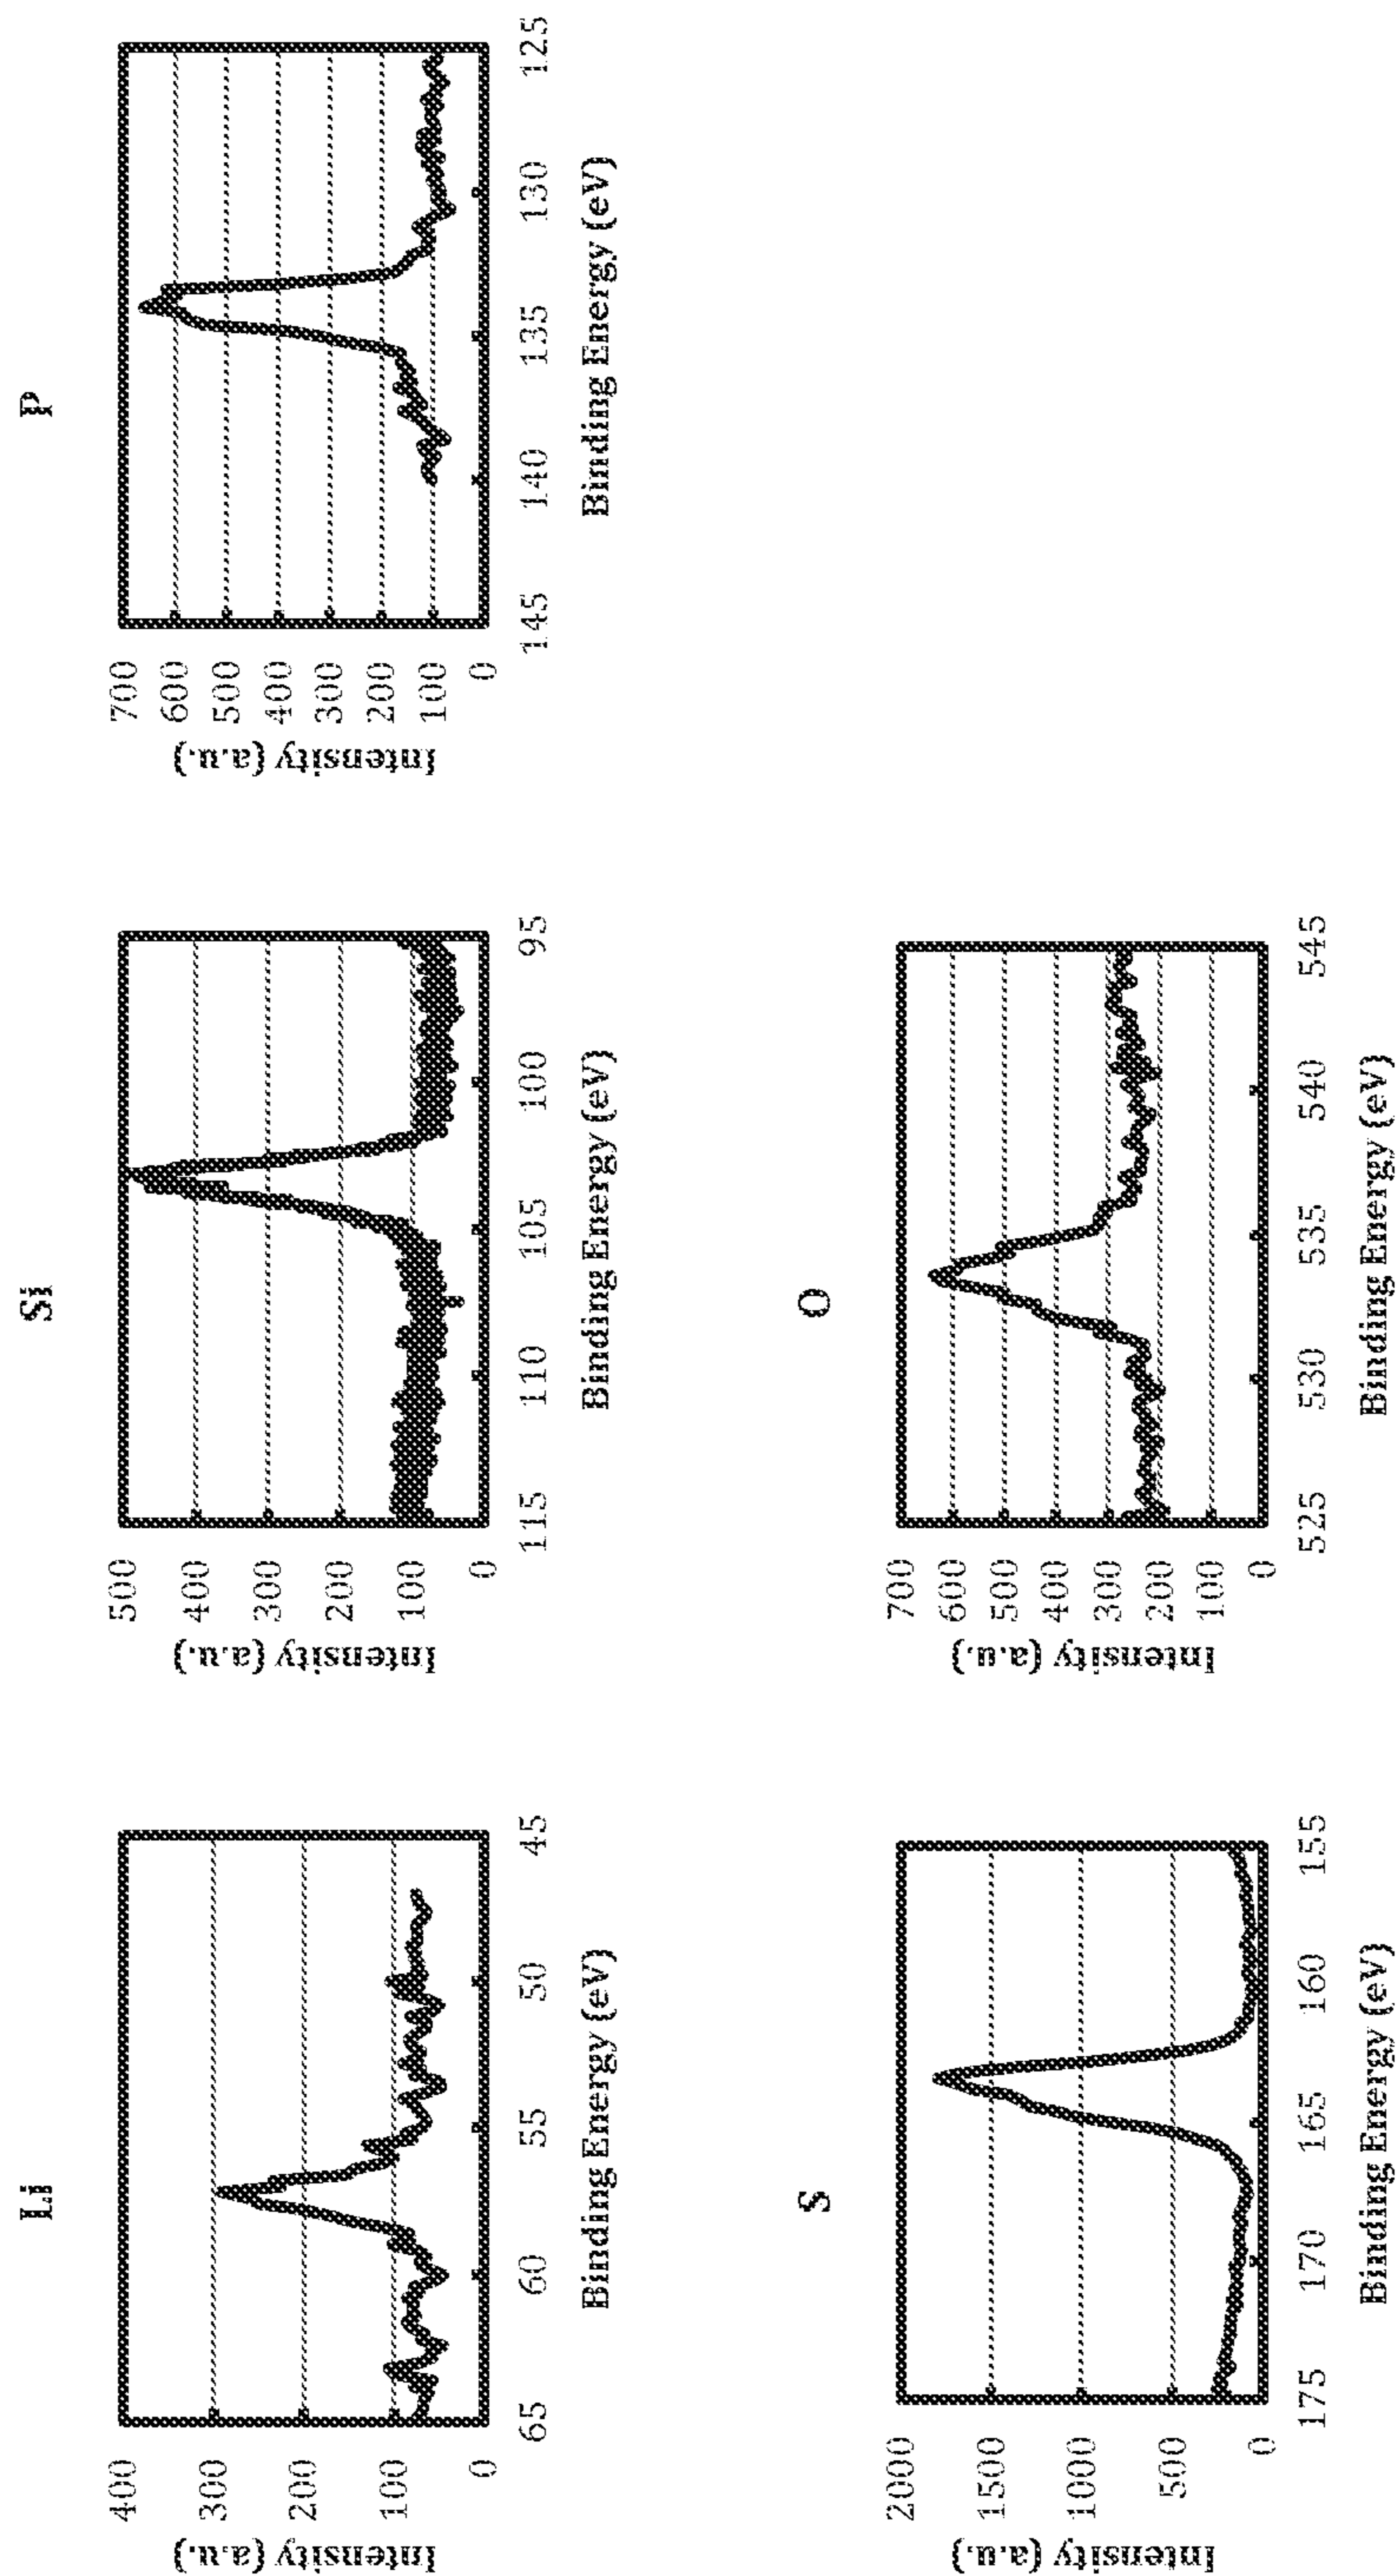 Li
400
300
200
100
0
Intensity (a.u.)
65 60 55 50 45
Binding Energy (eV)
Si
500
400
300
200
100
0
Intensity (a.u.)
115 110 105 100 95
Binding Energy (eV)
P
700
600
500
400
300
200
100
0
Intensity (a.u.)
145 140 135 130 125
Binding Energy (eV)
S
2000
1500
1000
500
0
Intensity (a.u.)
175 170 165 160 155
Binding Energy (eV)
O
700
600
500
400
300
200
100
0
Intensity (a.u.)
525 530 535 540 545
Binding Energy (eV)